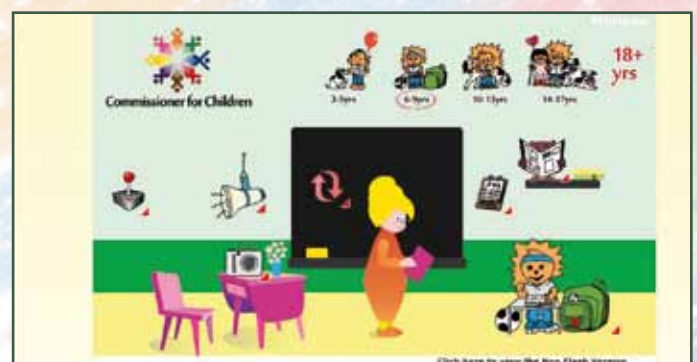 Commissioner for Children
3-5yrs
6-9yrs
10-13yrs
14-17yrs
18+
yrs
Click here to view the Non Flash Version